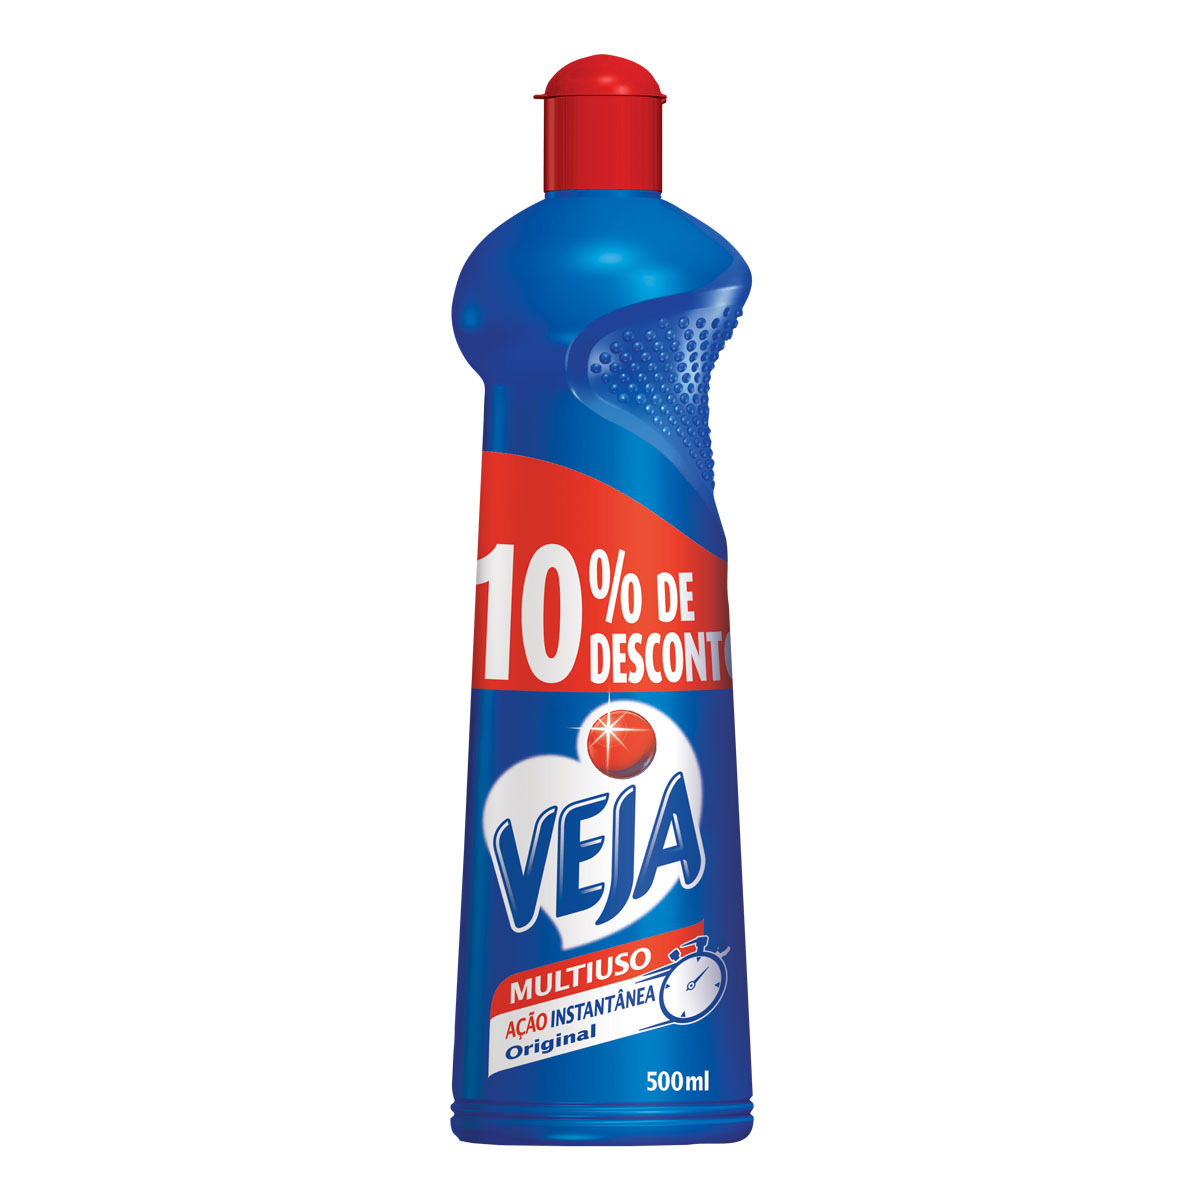 10% DE
DESCONTO
VEJA
MULTIUSO
AÇÃO INSTANTÂNEA
Original
500ml